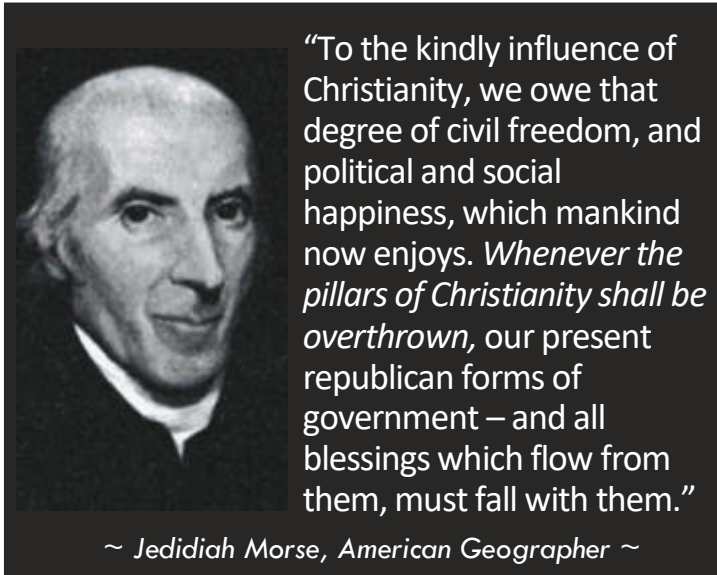 “To the kindly influence of
Christianity, we owe that
degree of civil freedom, and
political and social
happiness, which mankind
now enjoys. Whenever the
pillars of Christianity shall be
overthrown, our present
republican forms of
government – and all
blessings which flow from
them, must fall with them.”
~ Jedidiah Morse, American Geographer ~